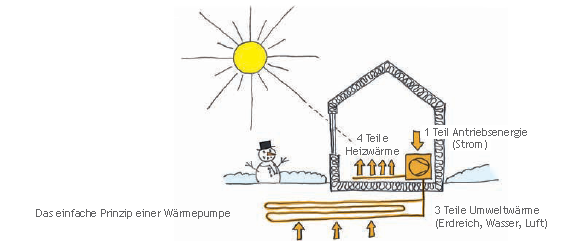 1 Teil Antriebsenergie
(Strom)
4 Teile
Heizwärme
Das einfache Prinzip einer Wärmepumpe
3 Teile Umweltwärme
(Erdreich, Wasser, Luft)